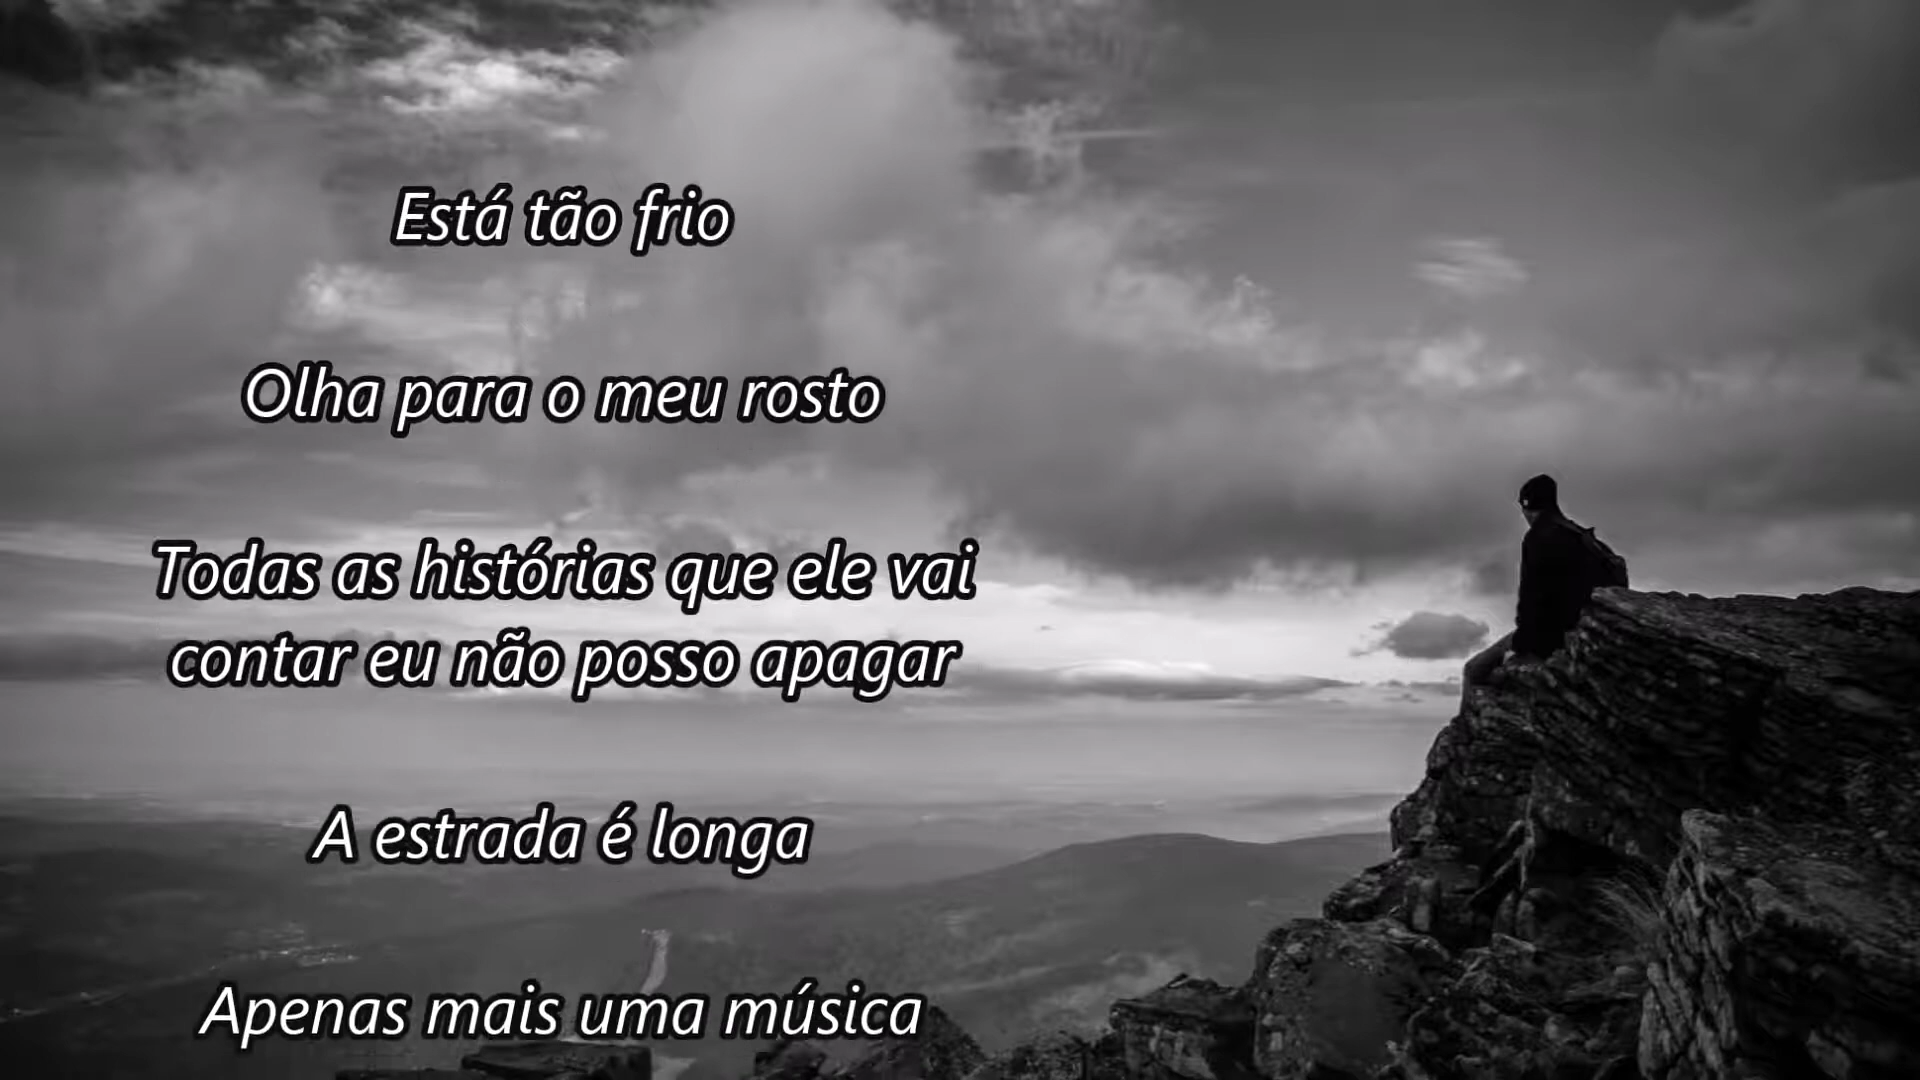 Está tão frio
Olha para o meu rosto
Todas as histórias que ele vai
contar eu não posso apagar
A estrada é longa
Apenas mais uma música